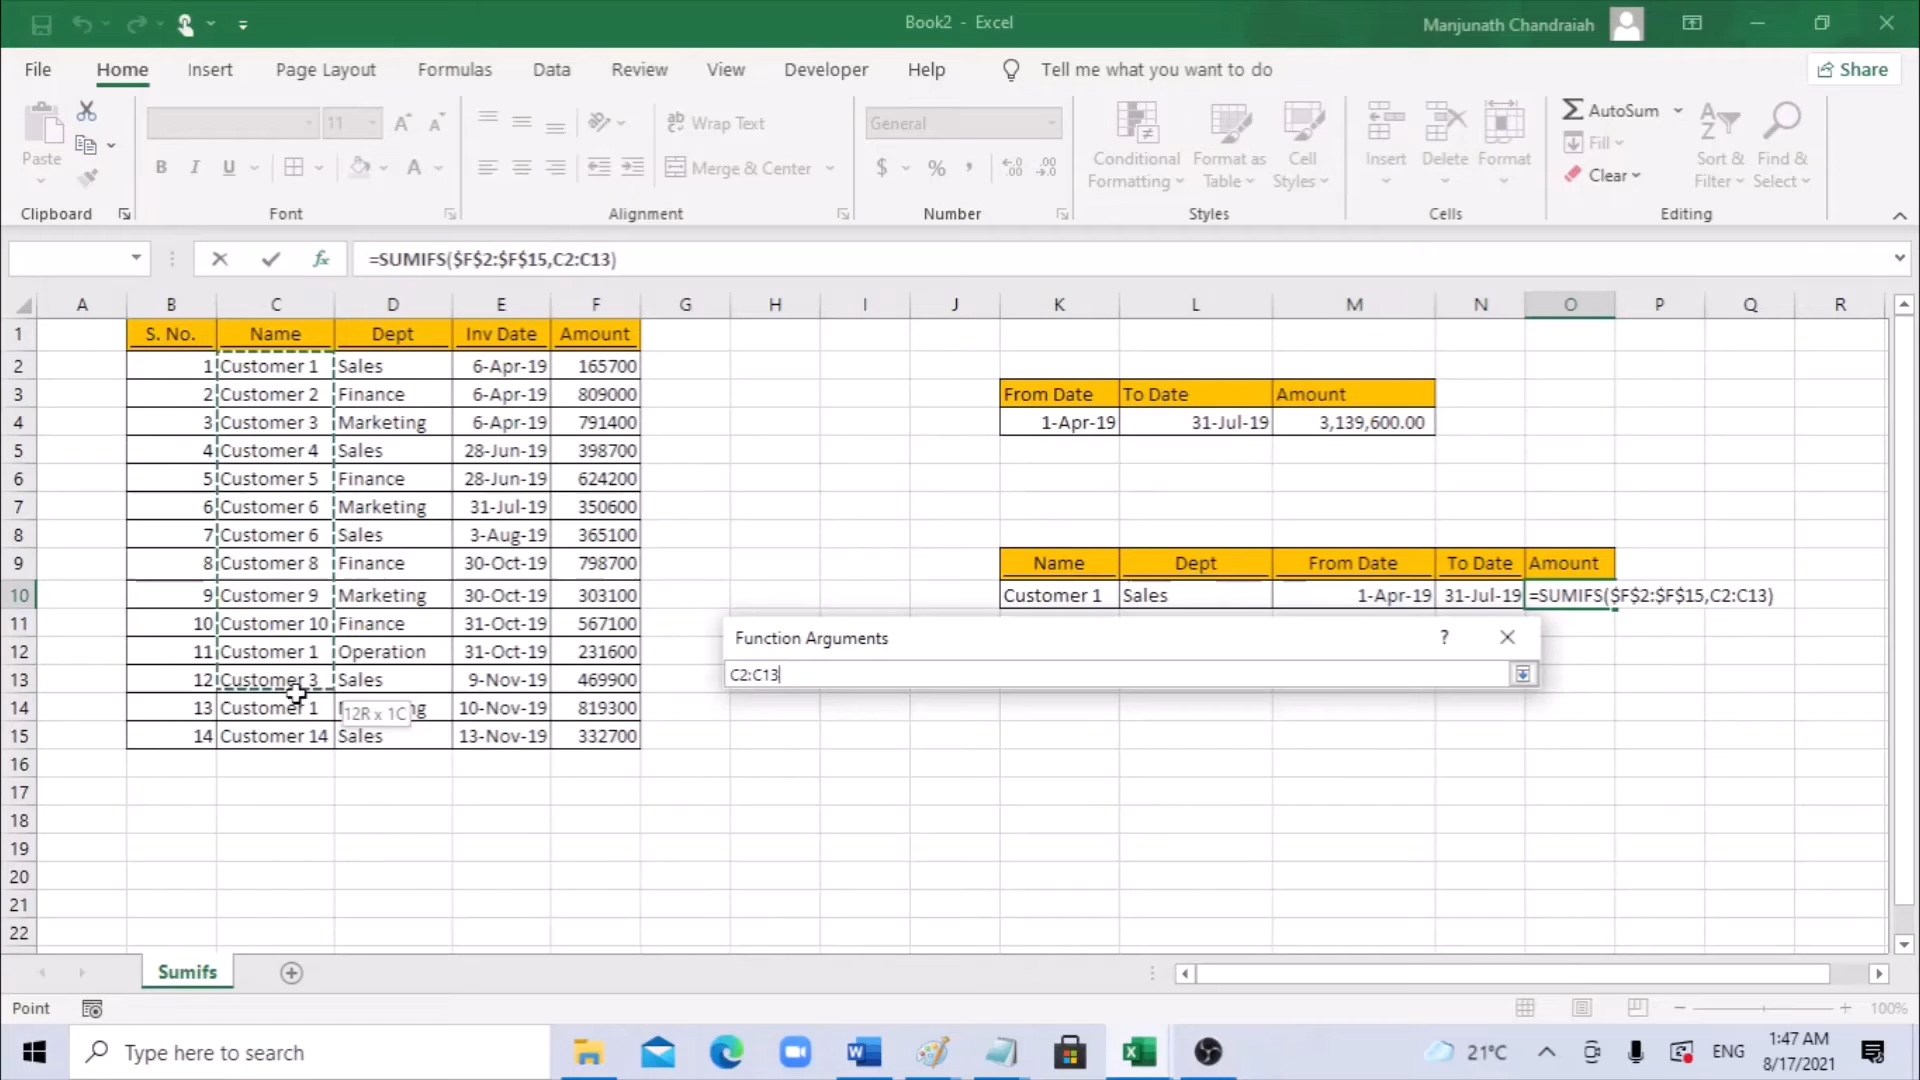 Book2 - Excel
Manjunath Chandraiah
File Home Insert Page Layout Formulas Data Review View Developer Help Tell me what you want to do Share
Paste
11
Wrap Text
Merge & Center
General
Conditional Formatting
Format as Table
Cell Styles
Insert
Delete
Format
AutoSum
Fill
Clear
Sort & Filter
Find & Select
Clipboard Font Alignment Number Styles Cells Editing
=SUMIFS($F$2:$F$15,C2:C13)
A B C D E F G H I J K L M N O P Q R
1 S. No. Name Dept Inv Date Amount
2 1 Customer 1 Sales 6-Apr-19 165700
3 2 Customer 2 Finance 6-Apr-19 809000 From Date To Date Amount
4 3 Customer 3 Marketing 6-Apr-19 791400 1-Apr-19 31-Jul-19 3,139,600.00
5 4 Customer 4 Sales 28-Jun-19 398700
6 5 Customer 5 Finance 28-Jun-19 624200
7 6 Customer 6 Marketing 31-Jul-19 350600
8 7 Customer 6 Sales 3-Aug-19 365100
9 8 Customer 8 Finance 30-Oct-19 798700 Name Dept From Date To Date Amount
10 9 Customer 9 Marketing 30-Oct-19 303100 Customer 1 Sales 1-Apr-19 31-Jul-19 =SUMIFS($F$2:$F$15,C2:C13)
11 10 Customer 10 Finance 31-Oct-19 567100 Function Arguments ?
12 11 Customer 1 Operation 31-Oct-19 231600
13 12 Customer 3 Sales 9-Nov-19 469900 C2:C13
14 13 Customer 1 12R x 1C ng 10-Nov-19 819300
15 14 Customer 14 Sales 13-Nov-19 332700
16
17
18
19
20
21
22
Sumifs
Point 100%
Type here to search 21°C ENG 1:47 AM
8/17/2021